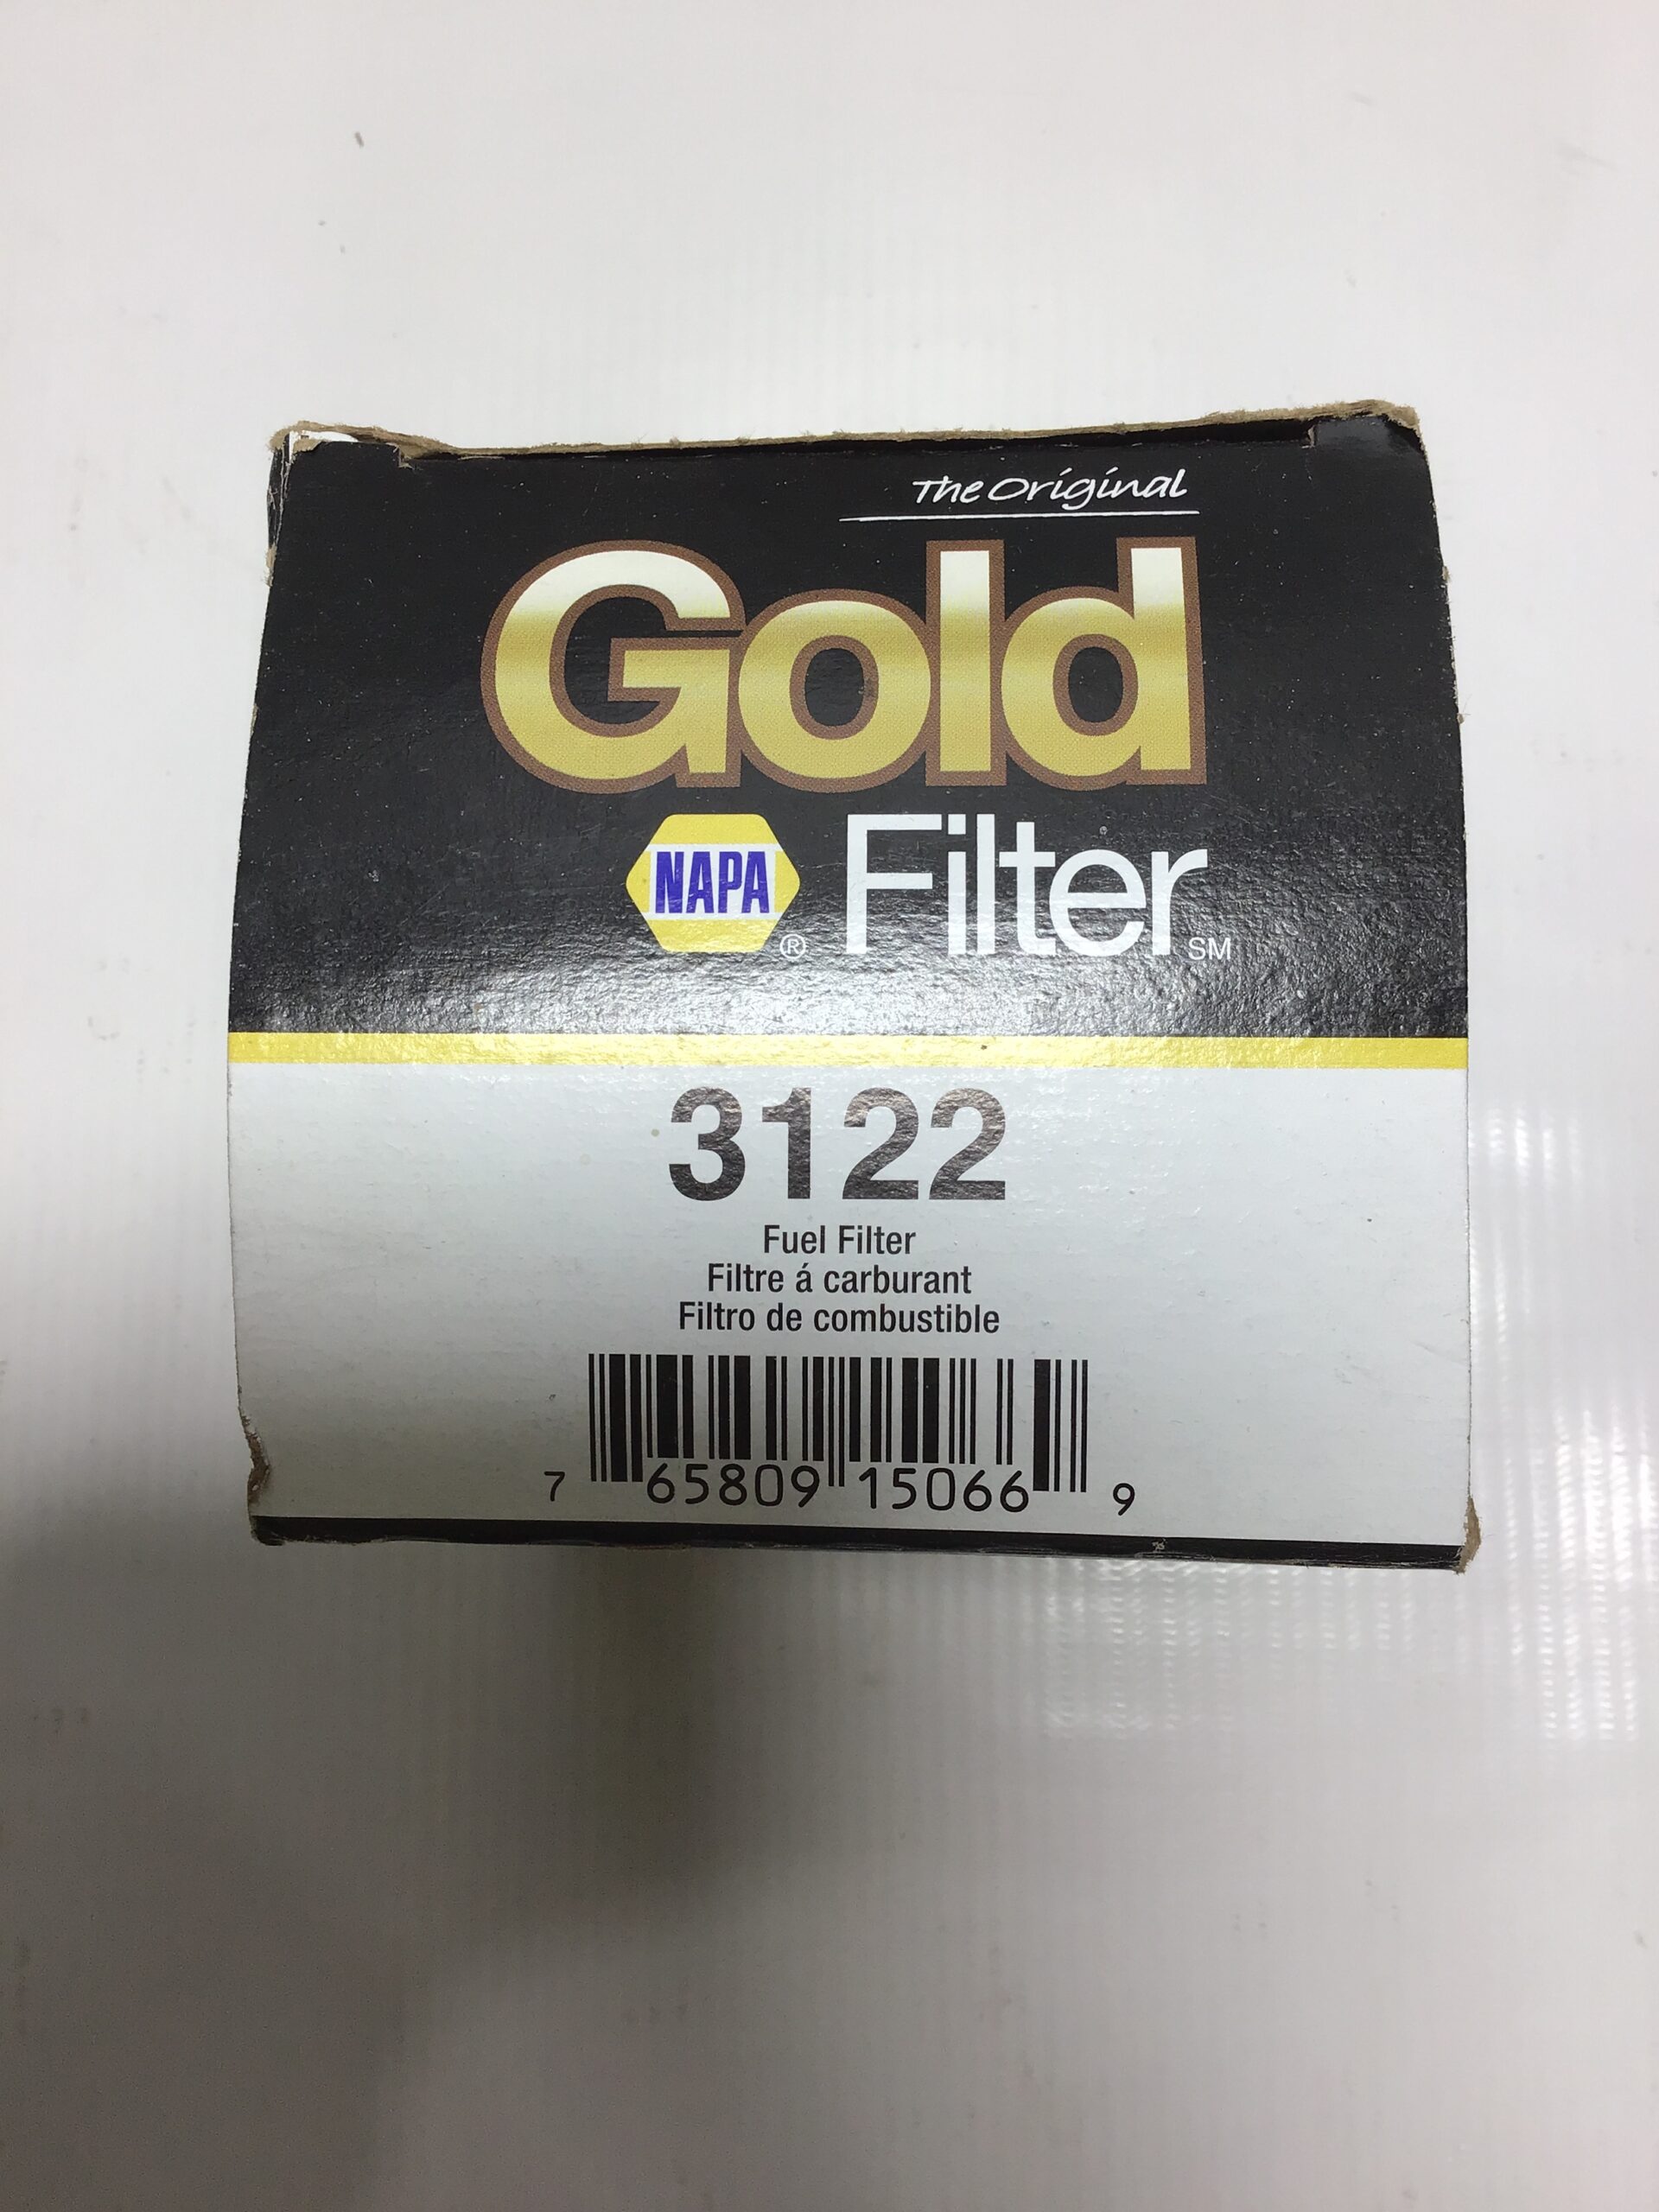 The Original
Gold
NAPA ® Filter SM
3122
Fuel Filter
Filtre á carburant
Filtro de combustible
7 65809 15066 9